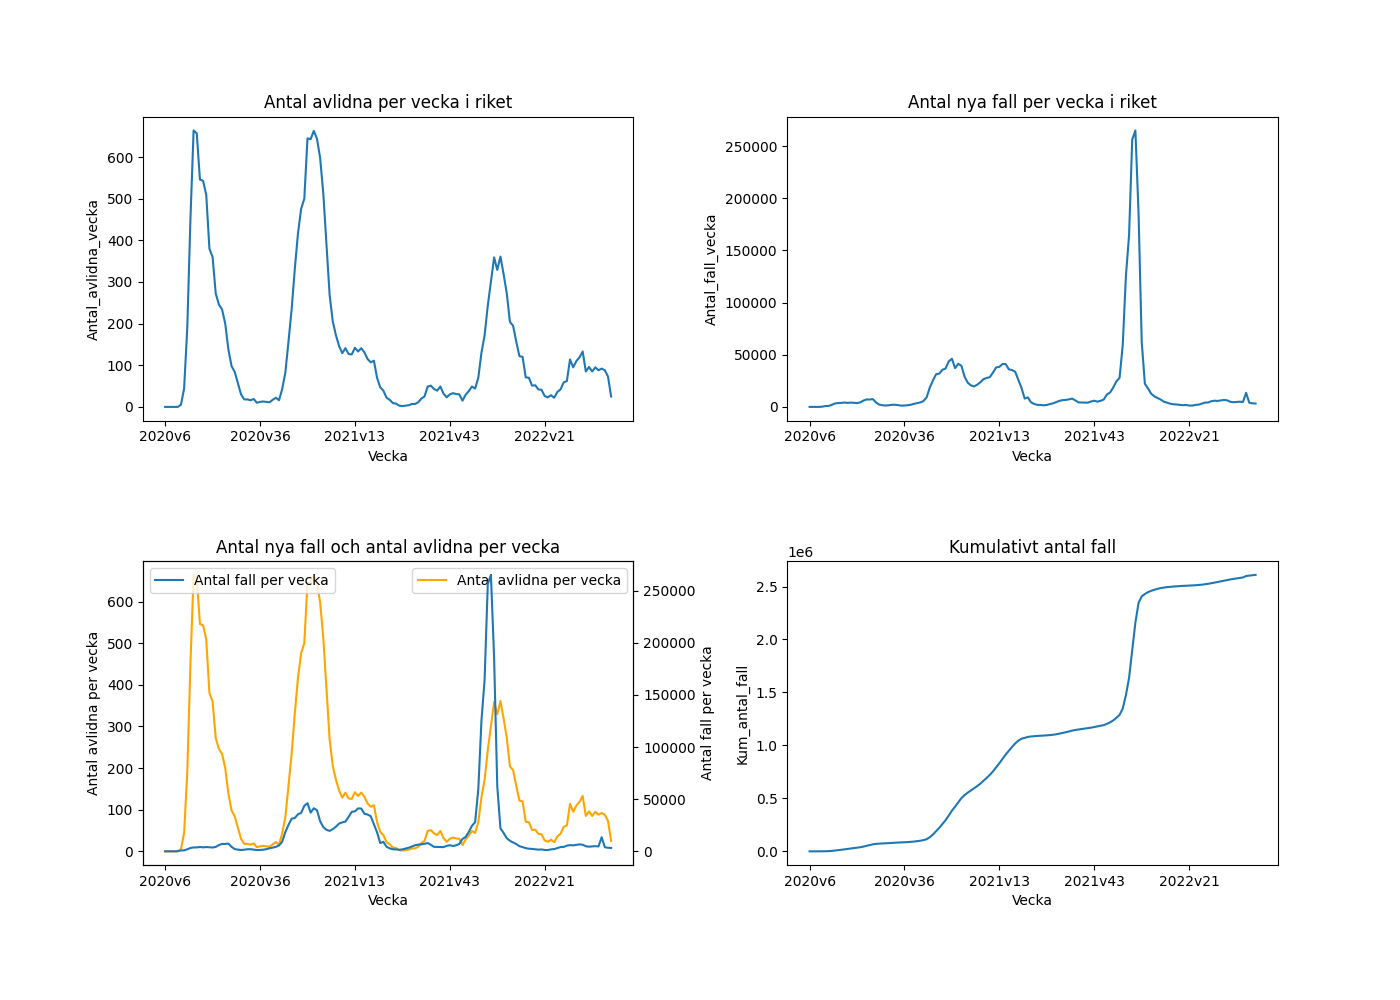 Antal avlidna per vecka i riket
Antal_avlidna_vecka
600
500
400
300
200
100
0
2020v6 2020v36 2021v13 2021v43 2022v21
Vecka
Antal nya fall per vecka i riket
Antal_fall_vecka
250000
200000
150000
100000
50000
0
2020v6 2020v36 2021v13 2021v43 2022v21
Vecka
Antal nya fall och antal avlidna per vecka
Antal fall per vecka
Antal avlidna per vecka
Antal avlidna per vecka
600
500
400
300
200
100
0
250000
200000
150000
100000
50000
0
Antal fall per vecka
2020v6 2020v36 2021v13 2021v43 2022v21
Vecka
Kumulativt antal fall
1e6
Kum_antal_fall
2.5
2.0
1.5
1.0
0.5
0.0
2020v6 2020v36 2021v13 2021v43 2022v21
Vecka